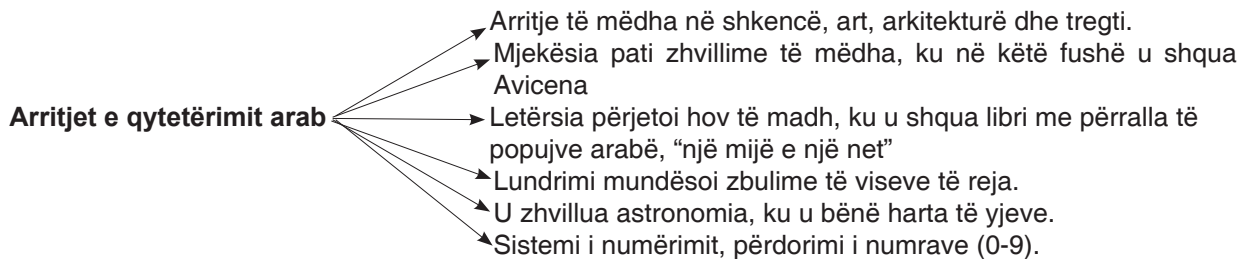 Arritje të mëdha në shkencë, art, arkitekturë dhe tregti.
Mjekësia pati zhvillime të mëdha, ku në këtë fushë u shqua
Avicena
Arritjet e qytetërimit arab
Letërsia përjetoi hov të madh, ku u shqua libri me përralla të
popujve arabë, “një mijë e një net”
Lundrimi mundësoi zbulime të viseve të reja.
U zhvillua astronomia, ku u bënë harta të yjeve.
Sistemi i numërimit, përdorimi i numrave (0-9).